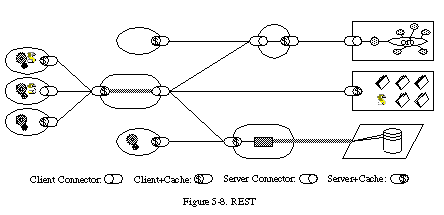 Client Connector: Client+Cache: Server Connector: Server+Cache:
Figure 5-8. REST